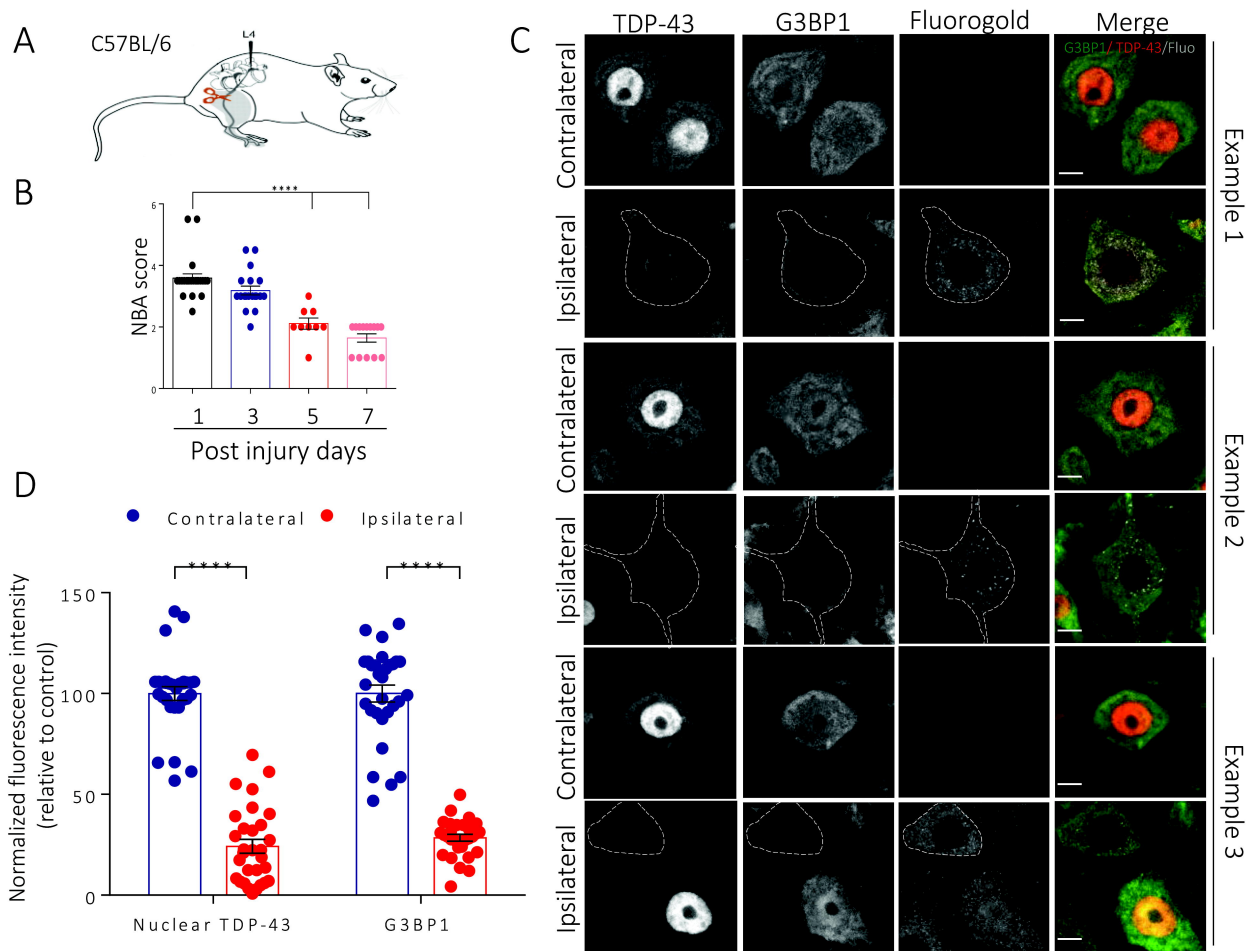 A
C57BL/6
L4
B
****
NBA score
6
4
2
0
1 3 5 7
Post injury days
C
TDP-43 G3BP1 Fluorogold Merge
G3BP1/ TDP-43/Fluo
Contralateral
Ipsilateral
Example 1
Contralateral
Ipsilateral
Example 2
Contralateral
Ipsilateral
Example 3
D
Contralateral Ipsilateral
**** ****
Normalized fluorescence intensity
(relative to control)
150
100
50
0
Nuclear TDP-43 G3BP1